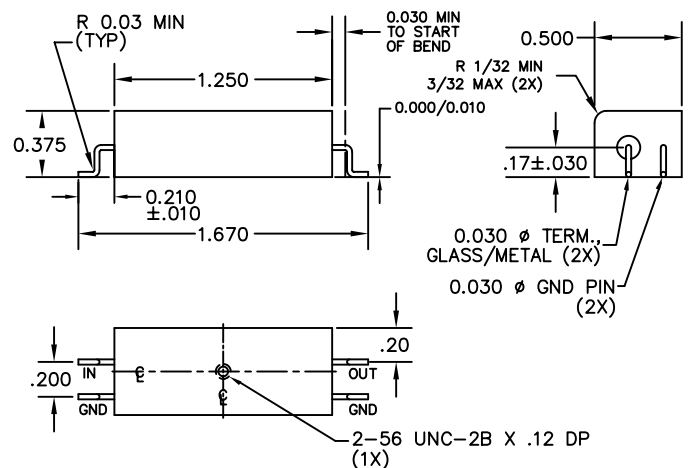 R 0.03 MIN
(TYP)
0.030 MIN
TO START
OF BEND
1.250
0.000/0.010
0.375
0.210
±.010
1.670
0.500
R 1/32 MIN
3/32 MAX (2X)
.17±.030
0.030 ø TERM.,
GLASS/METAL (2X)
0.030 ø GND PIN
(2X)
.20
IN
OUT
℄
.200
℄
GND
GND
2-56 UNC-2B X .12 DP
(1X)